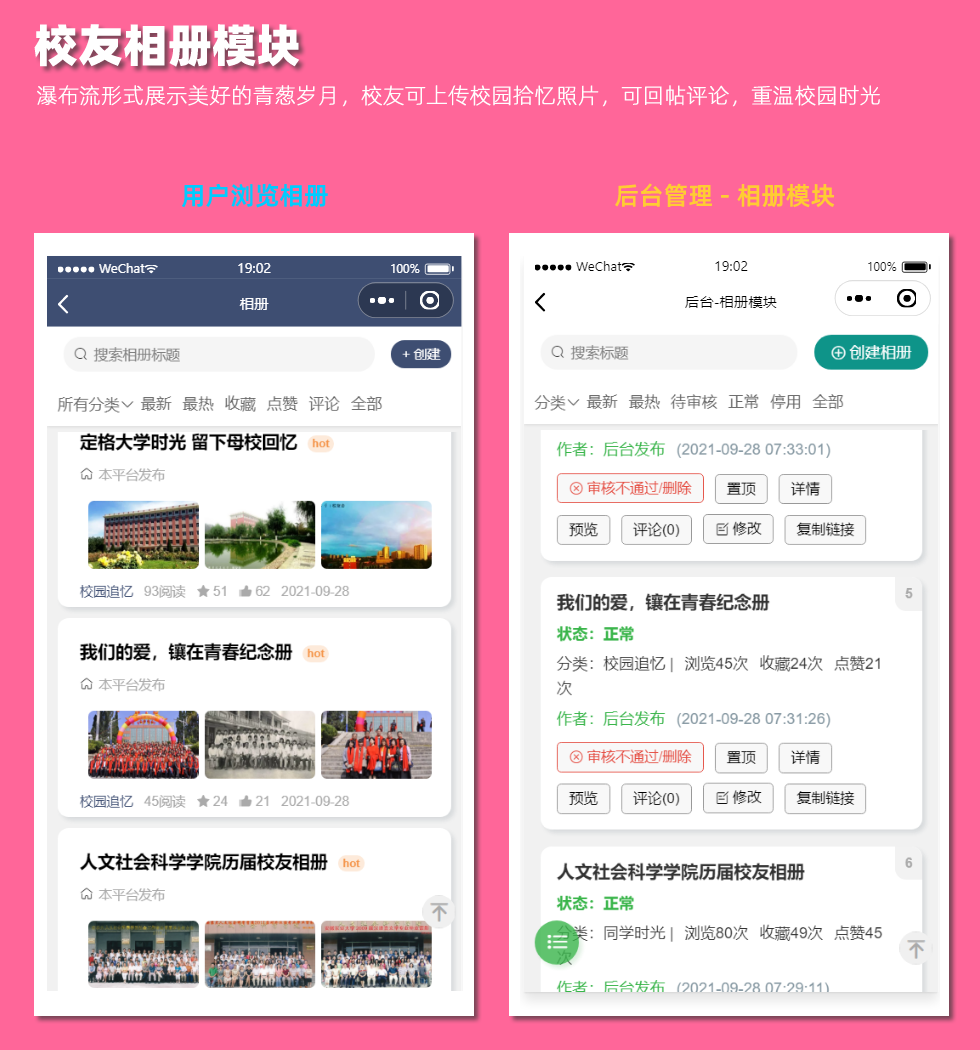 校友相册模块
瀑布流形式展示美好的青葱岁月，校友可上传校园拾忆照片，可回帖评论，重温校园时光
用户浏览相册
WeChat 19:02 100%
相册
搜索相册标题 + 创建
所有分类 最新 最热 收藏 点赞 评论 全部
定格大学时光 留下母校回忆 hot
本平台发布
校园追忆 93阅读 51 62 2021-09-28
我们的爱，镶在青春纪念册 hot
本平台发布
校园追忆 45阅读 24 21 2021-09-28
人文社会科学学院历届校友相册 hot
本平台发布
后台管理 - 相册模块
WeChat 19:02 100%
后台-相册模块
搜索标题 创建相册
分类 最新 最热 待审核 正常 停用 全部
作者：后台发布 (2021-09-28 07:33:01)
审核不通过/删除 置顶 详情
预览 评论(0) 修改 复制链接
5
我们的爱，镶在青春纪念册
状态：正常
分类：校园追忆 | 浏览45次 收藏24次 点赞21
次
作者：后台发布 (2021-09-28 07:31:26)
审核不通过/删除 置顶 详情
预览 评论(0) 修改 复制链接
6
人文社会科学学院历届校友相册
状态：正常
分类：同学时光 | 浏览80次 收藏49次 点赞45
次
作者：后台发布 (2021-09-28 07:29:11)